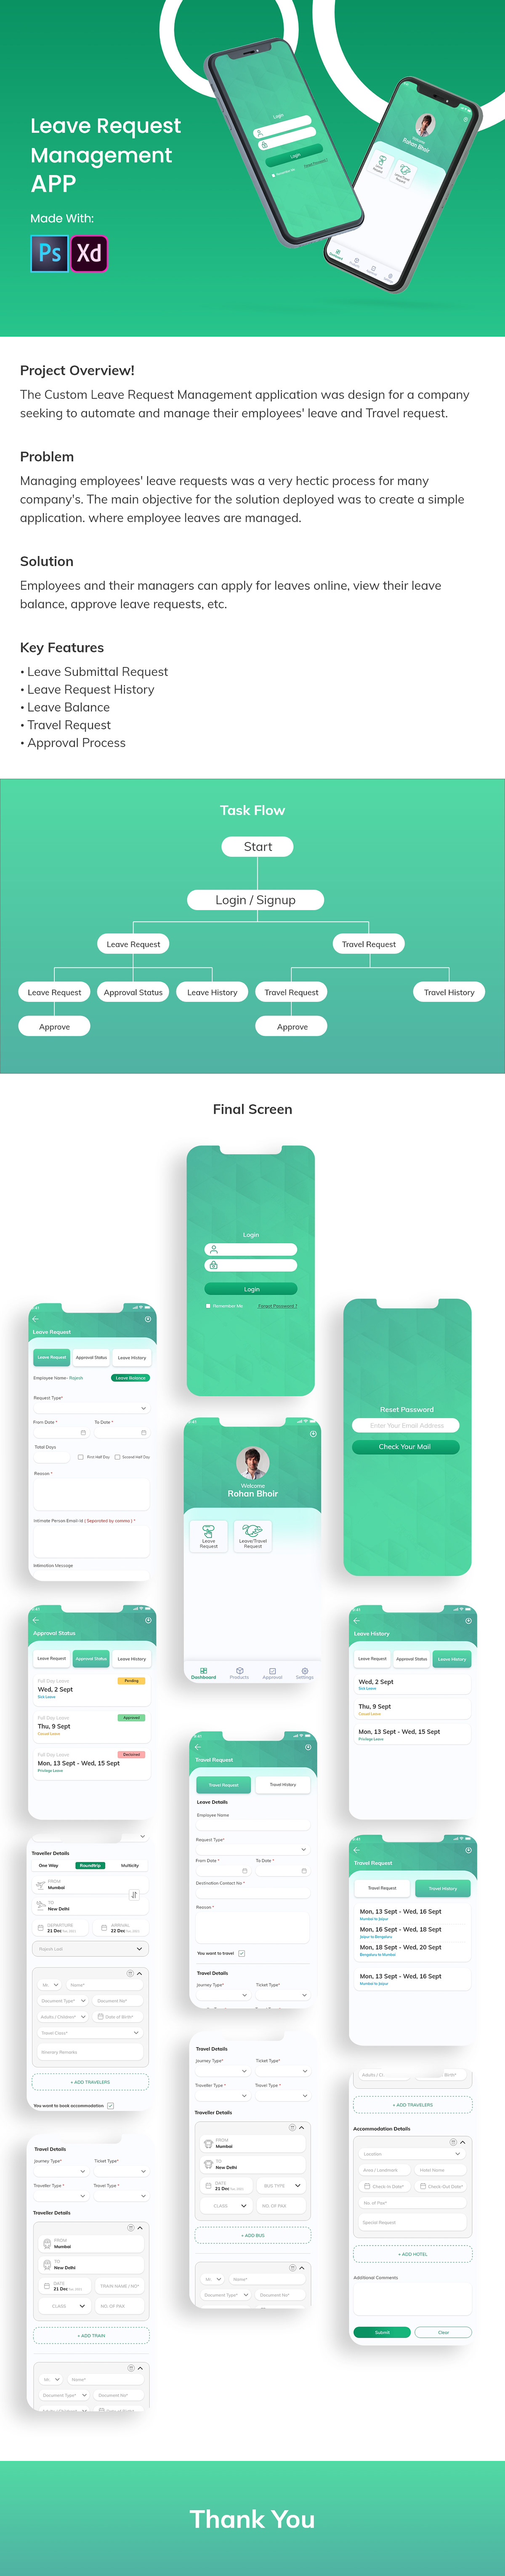 Leave Request
Management
APP
Made With:
Ps Xd
Login
Login
Welcome
Rohan Bhoir
Leave Request
Leave/Travel Request
Project Overview!
The Custom Leave Request Management application was design for a company
seeking to automate and manage their employees' leave and Travel request.
Problem
Managing employees' leave requests was a very hectic process for many
company's. The main objective for the solution deployed was to create a simple
application. where employee leaves are managed.
Solution
Employees and their managers can apply for leaves online, view their leave
balance, approve leave requests, etc.
Key Features
• Leave Submittal Request
• Leave Request History
• Leave Balance
• Travel Request
• Approval Process
Task Flow
Start
Login / Signup
Leave Request Travel Request
Leave Request Approval Status Leave History Travel Request Travel History
Approve Approve
Final Screen
Login
Login
Remember Me Forgot Password ?
Leave Request
Leave Request Approval Status Leave History
Employee Name- Rajesh Leave Balance
Request Type*
From Date * To Date *
Total Days
First Half Day Second Half Day
Reason *
Intimate Person Email-Id ( Separated by comma ) *
Intimation Message
Reset Password
Enter Your Email Address
Check Your Mail
Welcome
Rohan Bhoir
Leave
Request
Leave/Travel
Request
Dashboard Products Approval Settings
Approval Status
Leave Request Approval Status Leave History
Full Day Leave Pending
Wed, 2 Sept
Sick Leave
Full Day Leave Approved
Thu, 9 Sept
Casual Leave
Full Day Leave Declained
Mon, 13 Sept - Wed, 15 Sept
Privilege Leave
Leave History
Leave Request Approval Status Leave History
Wed, 2 Sept
Sick Leave
Thu, 9 Sept
Casual Leave
Mon, 13 Sept - Wed, 15 Sept
Privilege Leave
Travel Request
Travel Request Travel History
Leave Details
Employee Name
Request Type*
From Date * To Date *
Destination Contact No *
Reason *
You want to travel
Travel Details
Journey Type* Ticket Type*
Traveller Details
One Way Roundtrip Multicity
FROM
Mumbai
TO
New Delhi
DEPARTURE
21 Dec
ARRIVAL
22 Dec
Mr. Name*
Document Type* Document No*
Adults / Children* Date of Birth*
Travel Class*
Itinerary Remarks
+ ADD TRAVELERS
You want to book accommodation
Travel Request
Travel Request Travel History
Mon, 13 Sept - Wed, 16 Sept
Mumbai to Jaipur
Mon, 16 Sept - Wed, 18 Sept
Jaipur to Bengaluru
Mon, 18 Sept - Wed, 20 Sept
Bengaluru to Mumbai
Mon, 13 Sept - Wed, 16 Sept
Mumbai to Jaipur
Travel Details
Journey Type* Ticket Type*
Traveller Type * Travel Type *
Traveller Details
FROM
Mumbai
TO
New Delhi
DATE
21 Dec
BUS TYPE
CLASS NO. OF PAX
+ ADD BUS
Mr. Name*
Document Type* Document No*
Adults / Birth*
+ ADD TRAVELERS
Accommodation Details
Location
Area / Landmark Hotel Name
Check-In Date* Check-Out Date*
No. of Pax*
Special Request
+ ADD HOTEL
Additional Comments
Submit Clear
Travel Details
Journey Type* Ticket Type*
Traveller Type * Travel Type *
Traveller Details
FROM
Mumbai
TO
New Delhi
DATE
21 Dec
TRAIN NAME / NO*
CLASS NO. OF PAX
+ ADD TRAIN
Mr. Name*
Document Type* Document No*
Thank You